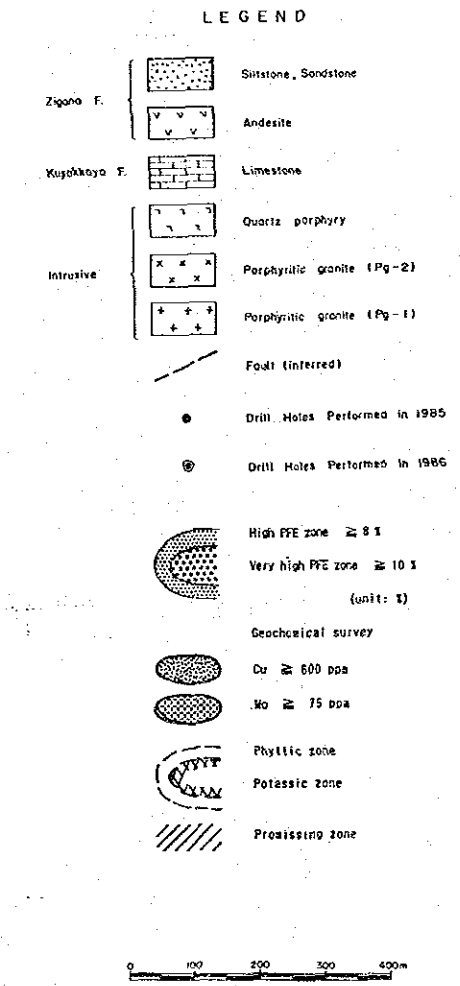 LEGEND
Zigana F.
Siltstone, Sandstone
Andesite
Kuşakkaya F.
Limestone
Intrusive
Quartz porphyry
Porphyritic granite (Pg-2)
Porphyritic granite (Pg-1)
Fault (inferred)
Drill Holes Performed in 1985
Drill Holes Performed in 1986
High PFE zone ≧ 8 %
Very high PFE zone ≧ 10 %
(unit: %)
Geochemical survey
Cu ≧ 600 ppm
Mo ≧ 75 ppm
Phyllic zone
Potassic zone
Promissing zone
0 100 200 300 400m